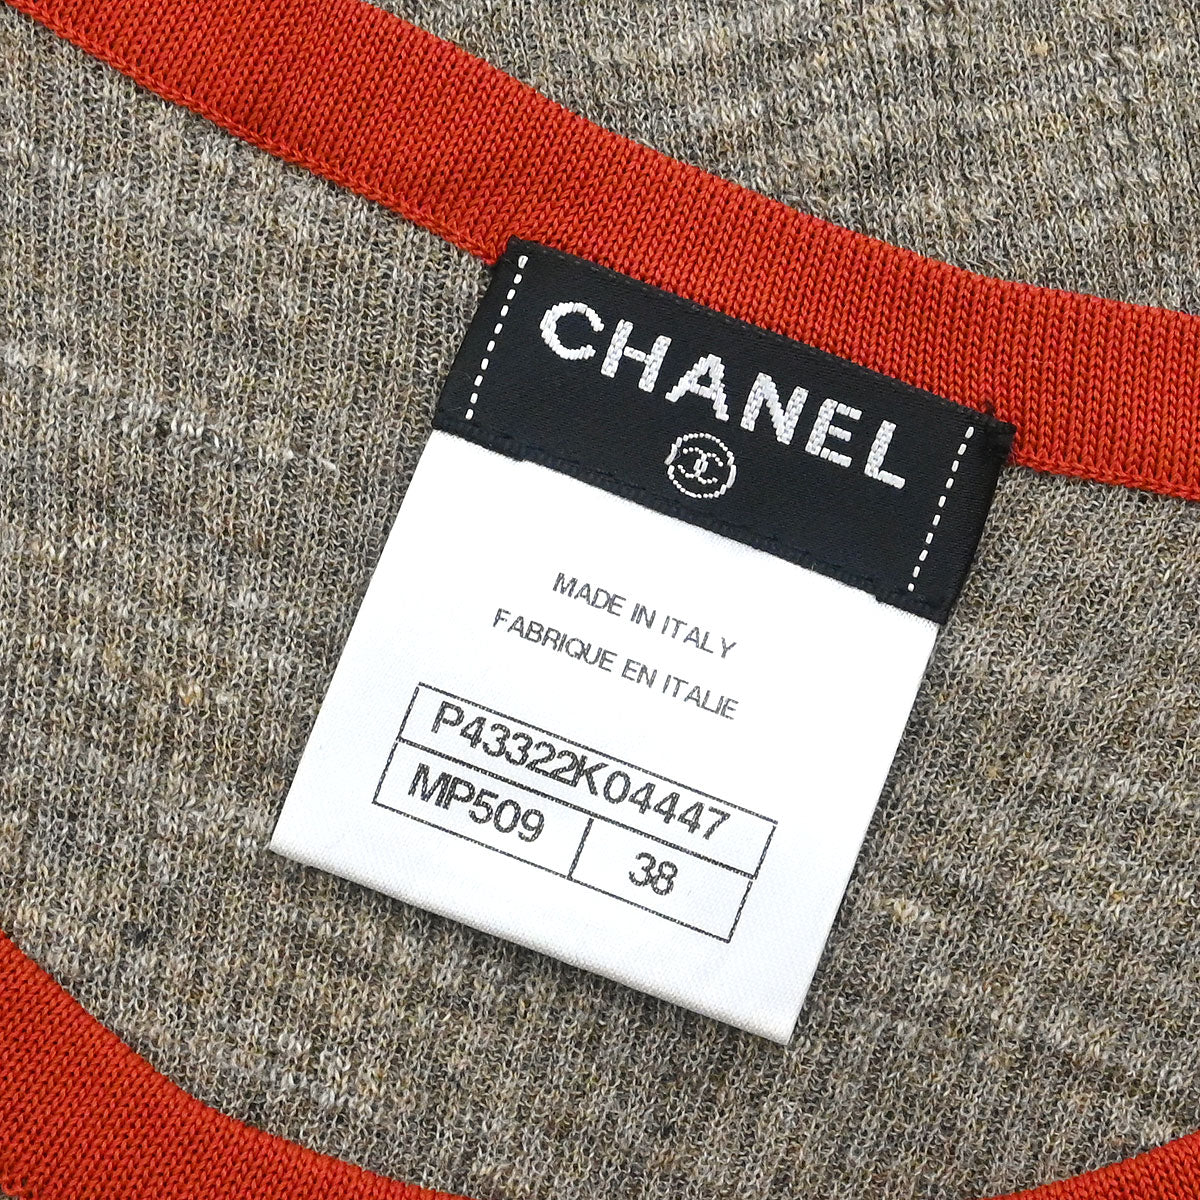 CHANEL
MADE IN ITALY
FABRIQUE EN ITALIE
P43322K04447
MP509 38